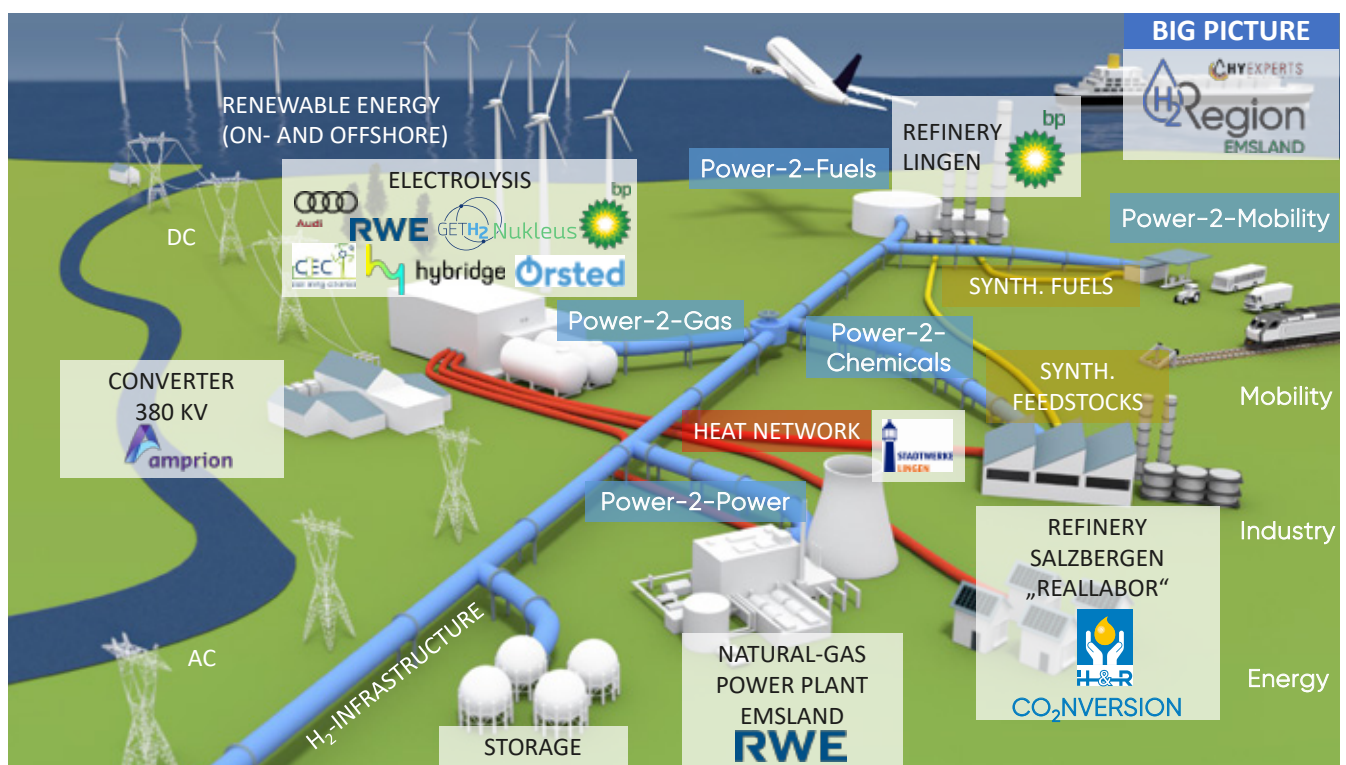 BIG PICTURE
HYEXPERTS
H2Region
EMSLAND
RENEWABLE ENERGY
(ON- AND OFFSHORE)
ELECTROLYSIS
Audi
RWE
GETH2 Nukleus
bp
CEC
hy hybridge
Ørsted
DC
REFINERY
LINGEN
bp
Power-2-Fuels
Power-2-Mobility
SYNTH. FUELS
Power-2-Gas
Power-2-
Chemicals
CONVERTER
380 KV
amprion
SYNTH.
FEEDSTOCKS
Mobility
HEAT NETWORK
STADTWERKE
LINGEN
Power-2-Power
Industry
REFINERY
SALZBERGEN
„REALLABOR“
H&R
CO2NVERSION
Energy
AC
H2-INFRASTRUCTURE
STORAGE
NATURAL-GAS
POWER PLANT
EMSLAND
RWE